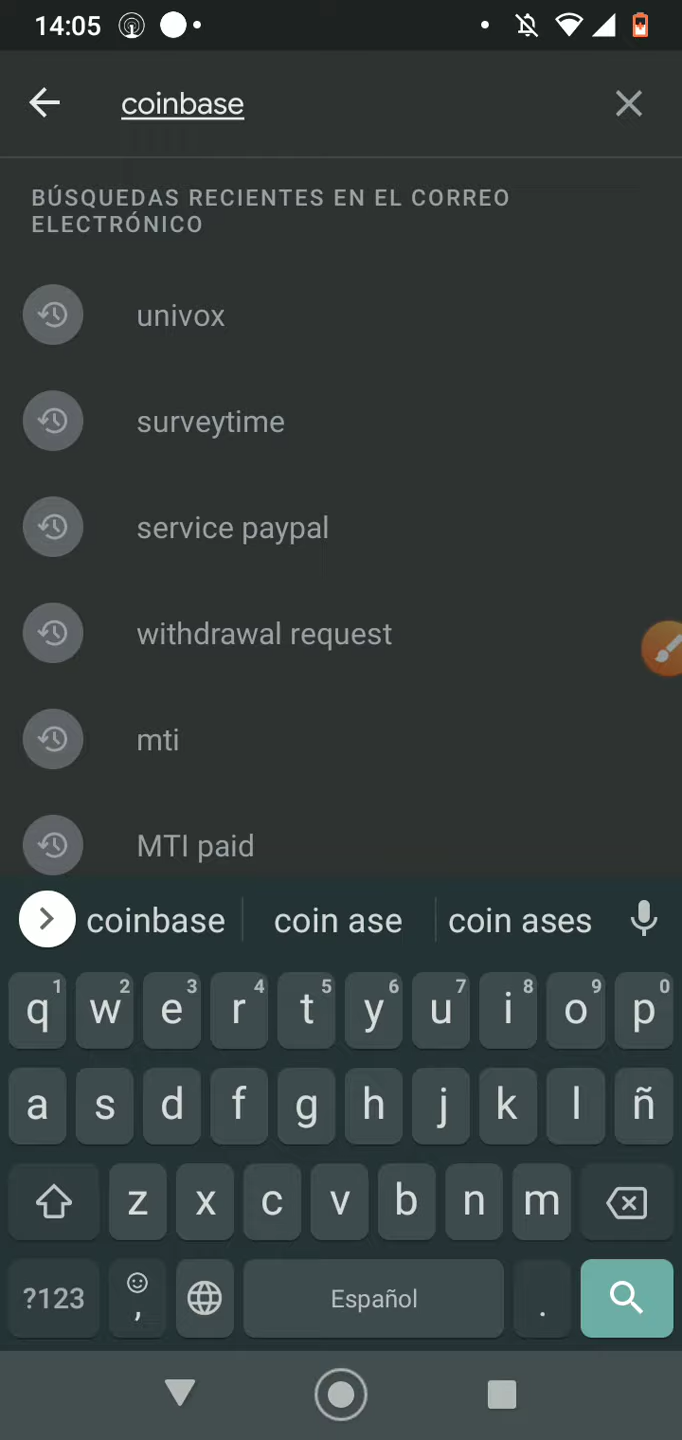 14:05
coinbase
BÚSQUEDAS RECIENTES EN EL CORREO
ELECTRÓNICO
univox
surveytime
service paypal
withdrawal request
mti
MTI paid
coinbase coin ase coin ases
q1 w2 e3 r4 t5 y6 u7 i8 o9 p0
a s d f g h j k l ñ
z x c v b n m
?123 , Español .